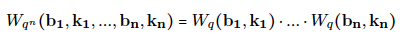 W_{q^n}(b_1, k_1, ..., b_n, k_n) = W_q(b_1, k_1) · ... · W_q(b_n, k_n)